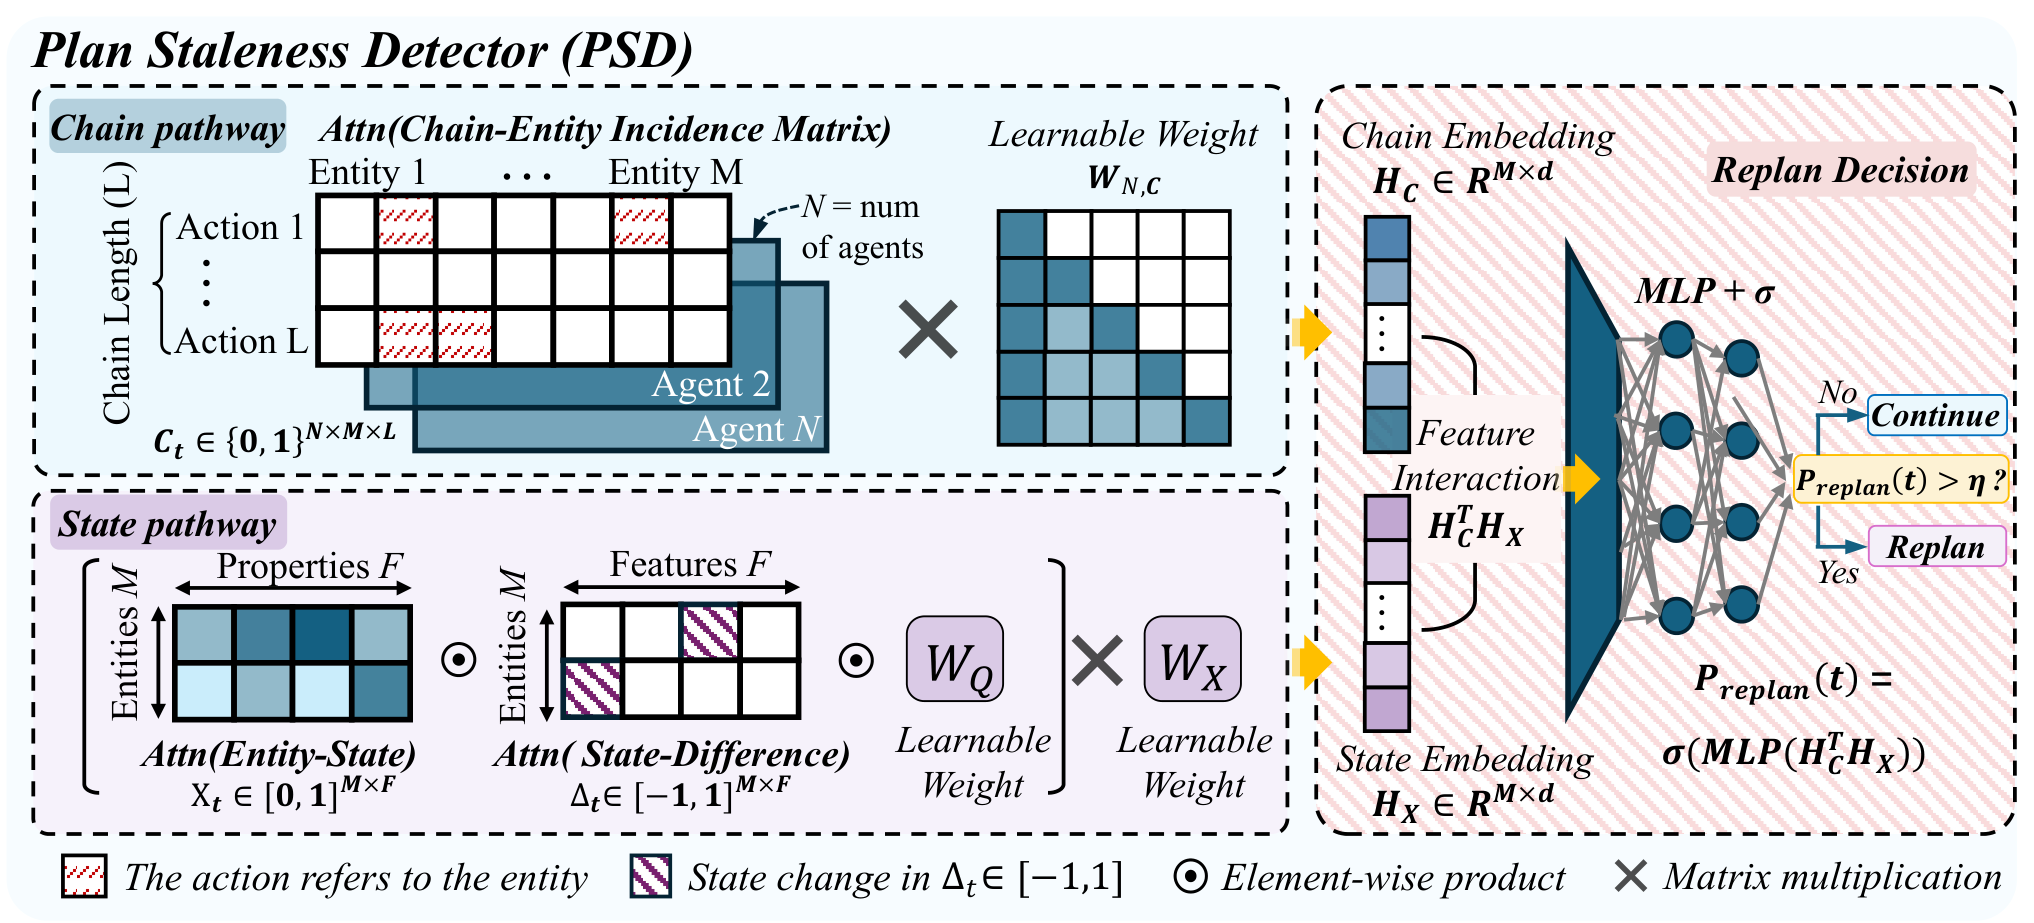 Plan Staleness Detector (PSD)
Chain pathway
Attn(Chain-Entity Incidence Matrix)
Entity 1 ... Entity M
Chain Length (L)
Action 1
⋮
Action L
N = num
of agents
Agent 2
Agent N
C_t ∈ {0, 1}^{N×M×L}
×
Learnable Weight
W_{N,C}
State pathway
Properties F
Entities M
Attn(Entity-State)
X_t ∈ [0, 1]^{M×F}
⊙
Features F
Entities M
Attn( State-Difference)
Δ_t ∈ [−1, 1]^{M×F}
⊙
W_Q
Learnable
Weight
×
W_X
Learnable
Weight
Replan Decision
Chain Embedding
H_C ∈ R^{M×d}
⋮
Feature
Interaction
H_C^T H_X
⋮
State Embedding
H_X ∈ R^{M×d}
MLP + σ
P_{replan}(t) =
σ(MLP(H_C^T H_X))
No
Continue
P_{replan}(t) > η ?
Replan
Yes
The action refers to the entity
State change in Δ_t ∈ [−1,1]
⊙ Element-wise product
× Matrix multiplication